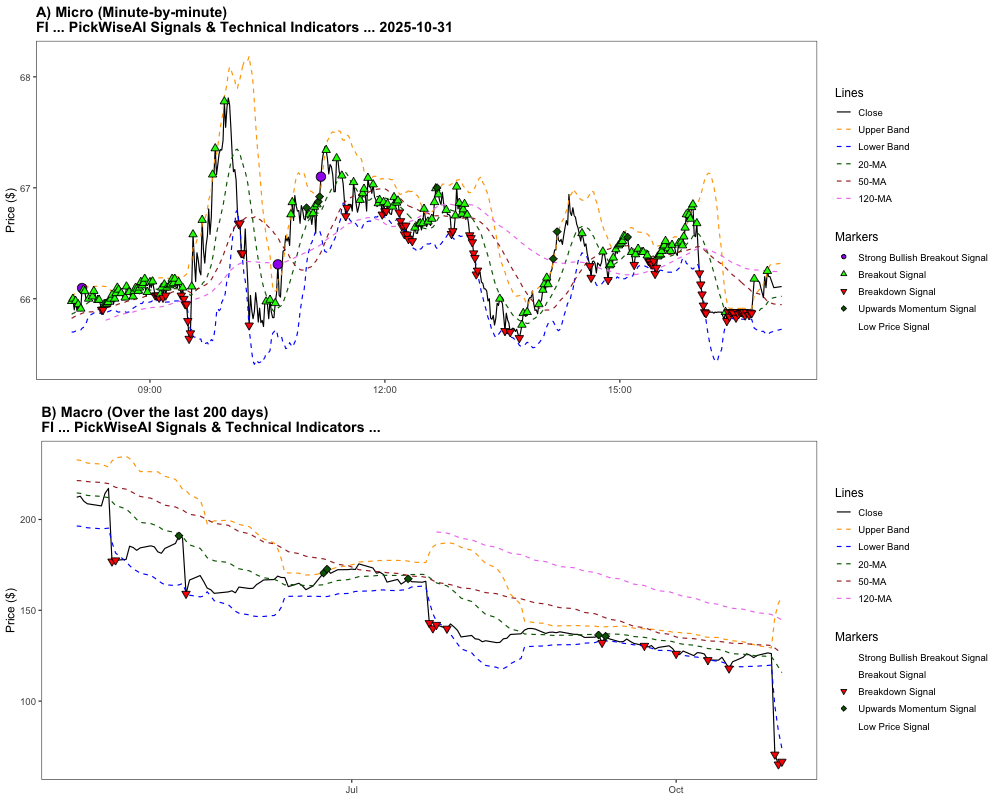 A) Micro (Minute-by-minute)
FI ... PickWiseAI Signals & Technical Indicators ... 2025-10-31
Price ($)
68
67
66
09:00
12:00
15:00
Lines
Close
Upper Band
Lower Band
20-MA
50-MA
120-MA
Markers
Strong Bullish Breakout Signal
Breakout Signal
Breakdown Signal
Upwards Momentum Signal
Low Price Signal
B) Macro (Over the last 200 days)
FI ... PickWiseAI Signals & Technical Indicators ...
Price ($)
200
150
100
Jul
Oct
Lines
Close
Upper Band
Lower Band
20-MA
50-MA
120-MA
Markers
Strong Bullish Breakout Signal
Breakout Signal
Breakdown Signal
Upwards Momentum Signal
Low Price Signal